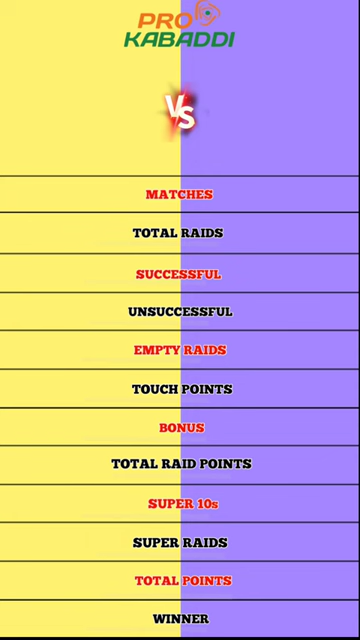 PRO
KABADDI
VS
MATCHES
TOTAL RAIDS
SUCCESSFUL
UNSUCCESSFUL
EMPTY RAIDS
TOUCH POINTS
BONUS
TOTAL RAID POINTS
SUPER 10s
SUPER RAIDS
TOTAL POINTS
WINNER